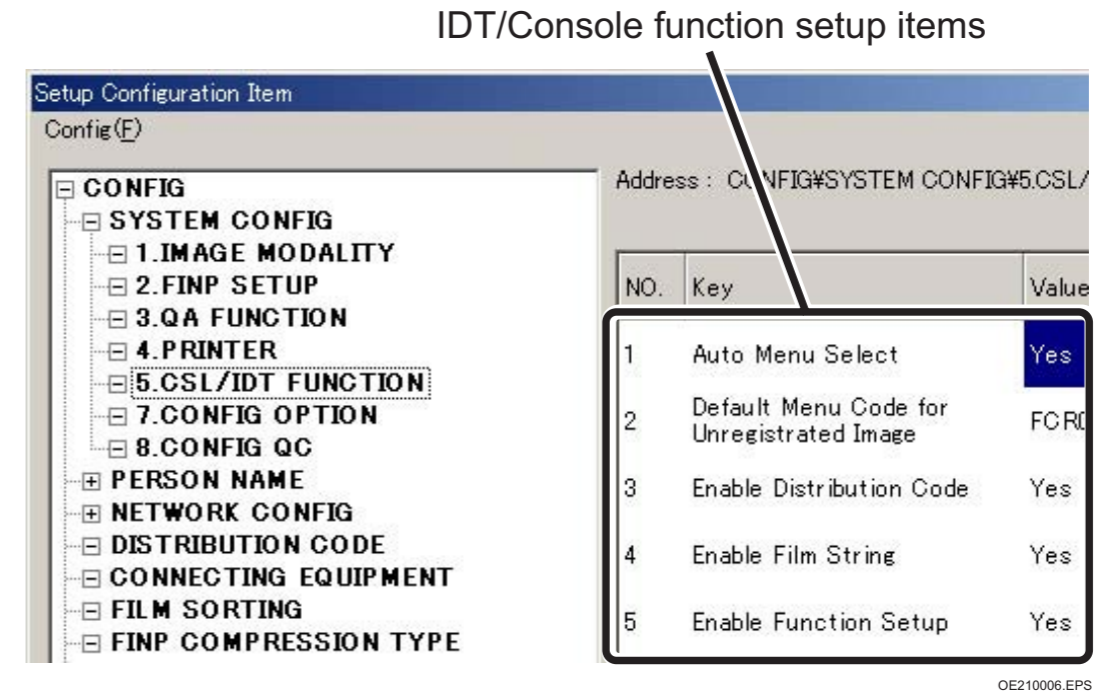 IDT/Console function setup items
Setup Configuration Item
Config(F)
CONFIG
SYSTEM CONFIG
1.IMAGE MODALITY
2.FINP SETUP
3.QA FUNCTION
4.PRINTER
5.CSL/IDT FUNCTION
7.CONFIG OPTION
8.CONFIG QC
PERSON NAME
NETWORK CONFIG
DISTRIBUTION CODE
CONNECTING EQUIPMENT
FILM SORTING
FINP COMPRESSION TYPE
Address : CONFIG¥SYSTEM CONFIG¥5.CSL/
NO. Key Value
1 Auto Menu Select Yes
2 Default Menu Code for
Unregistrated Image
3 Enable Distribution Code Yes
4 Enable Film String Yes
5 Enable Function Setup Yes
OE210006.EPS